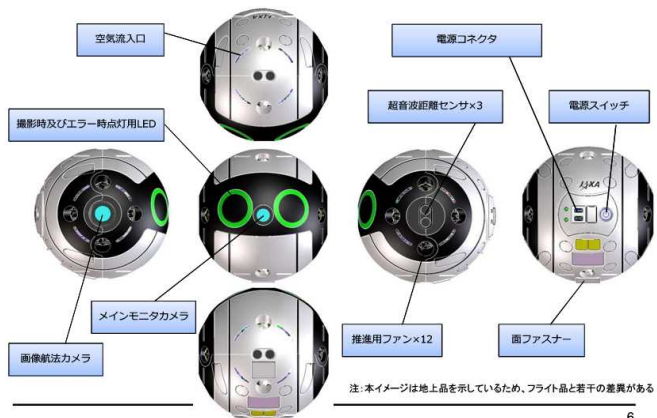 空気流入口
電源コネクタ
撮影時及びエラー時点灯用LED
超音波距離センサ×3
電源スイッチ
JAXA
メインモニタカメラ
画像航法カメラ
推進用ファン×12
面ファスナー
注:本イメージは地上品を示しているため、フライト品と若干の差異がある
6